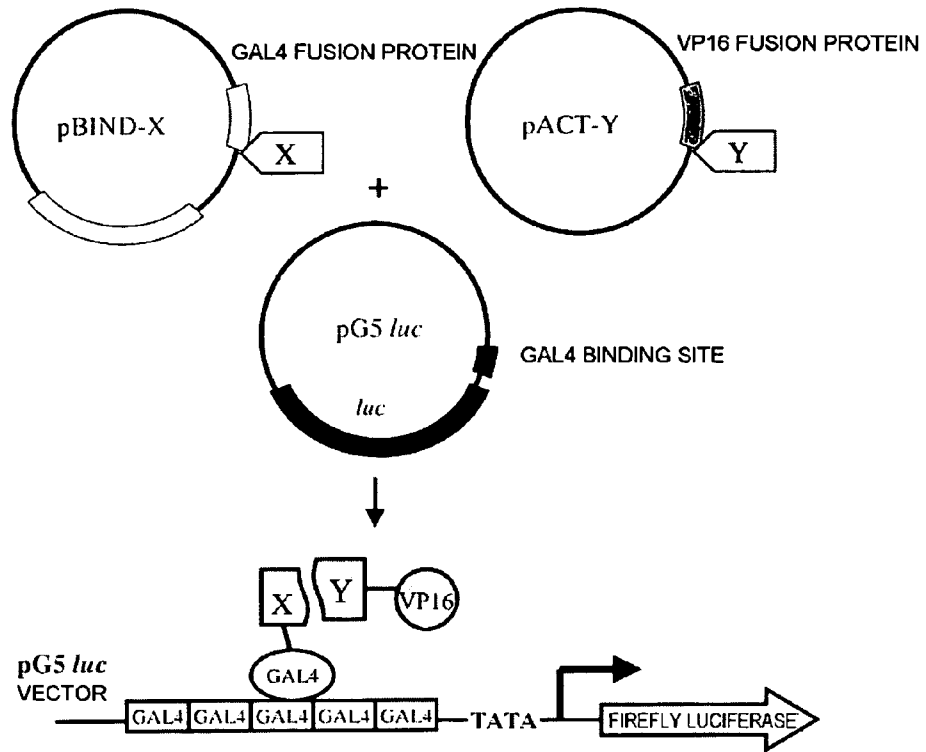 GAL4 FUSION PROTEIN
VP16 FUSION PROTEIN
pBIND-X
pACT-Y
X
Y
+
pG5 luc
GAL4 BINDING SITE
luc
X
Y
VP16
GAL4
pG5 luc
VECTOR
GAL4 GAL4 GAL4 GAL4 GAL4
TATA
FIREFLY LUCIFERASE